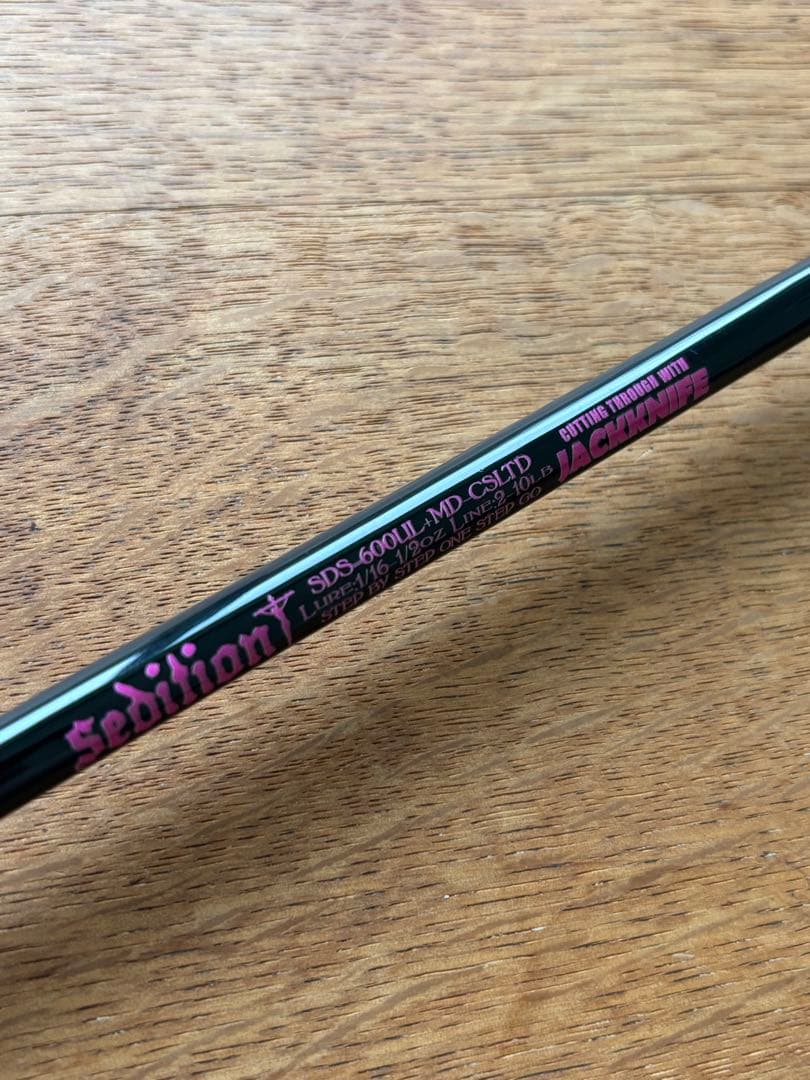 sedition
SDS-600UL+MD-CSLTD
LURE:1/16 1/2OZ LINE:2-10LB
STEP BY STEP ONE STEP GO
CUTTING THROUGH WITH
JACKKNIFE